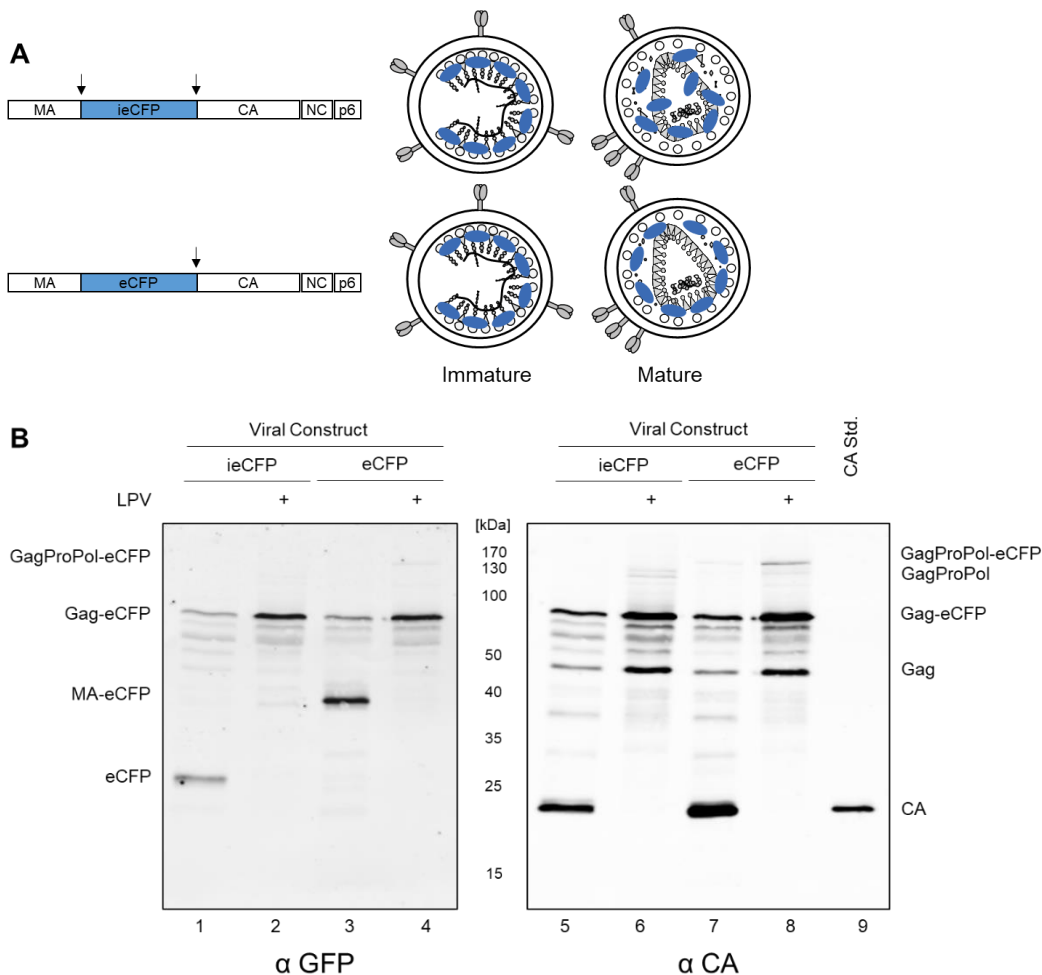 A
MA ieCFP CA NC p6
MA eCFP CA NC p6
Immature Mature
B
Viral Construct
ieCFP eCFP
LPV + +
GagProPol-eCFP
Gag-eCFP
MA-eCFP
eCFP
1 2 3 4
α GFP
[kDa]
170
130
100
50
40
35
25
15
Viral Construct
ieCFP eCFP
+ +
CA Std.
GagProPol-eCFP
GagProPol
Gag-eCFP
Gag
CA
5 6 7 8 9
α CA